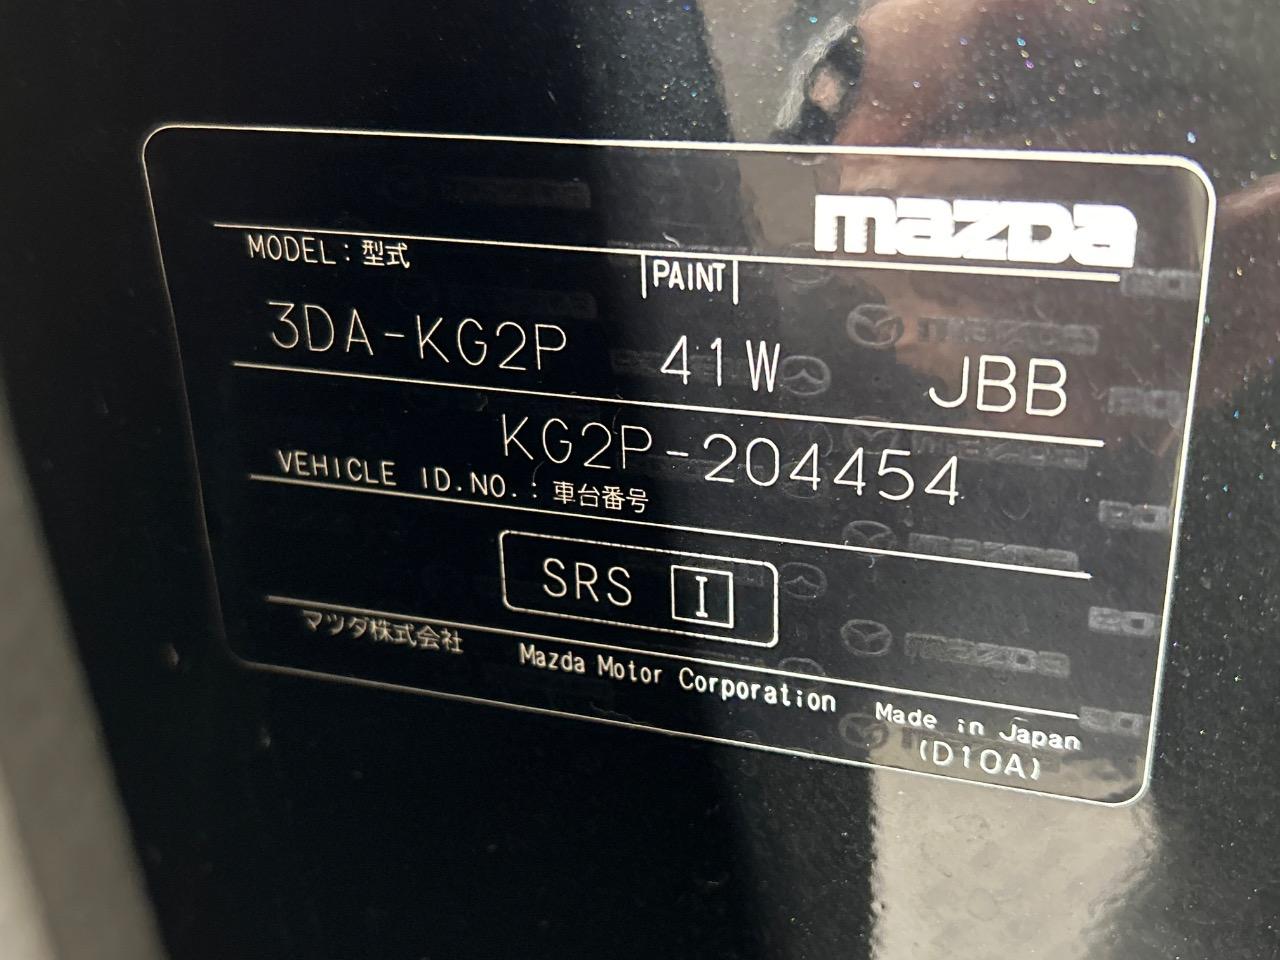 mazda
MODEL : 型式
PAINT
3DA-KG2P 41W JBB
KG2P-204454
VEHICLE ID.NO. : 車台番号
SRS I
マツダ株式会社 Mazda Motor Corporation Made in Japan
(D10A)